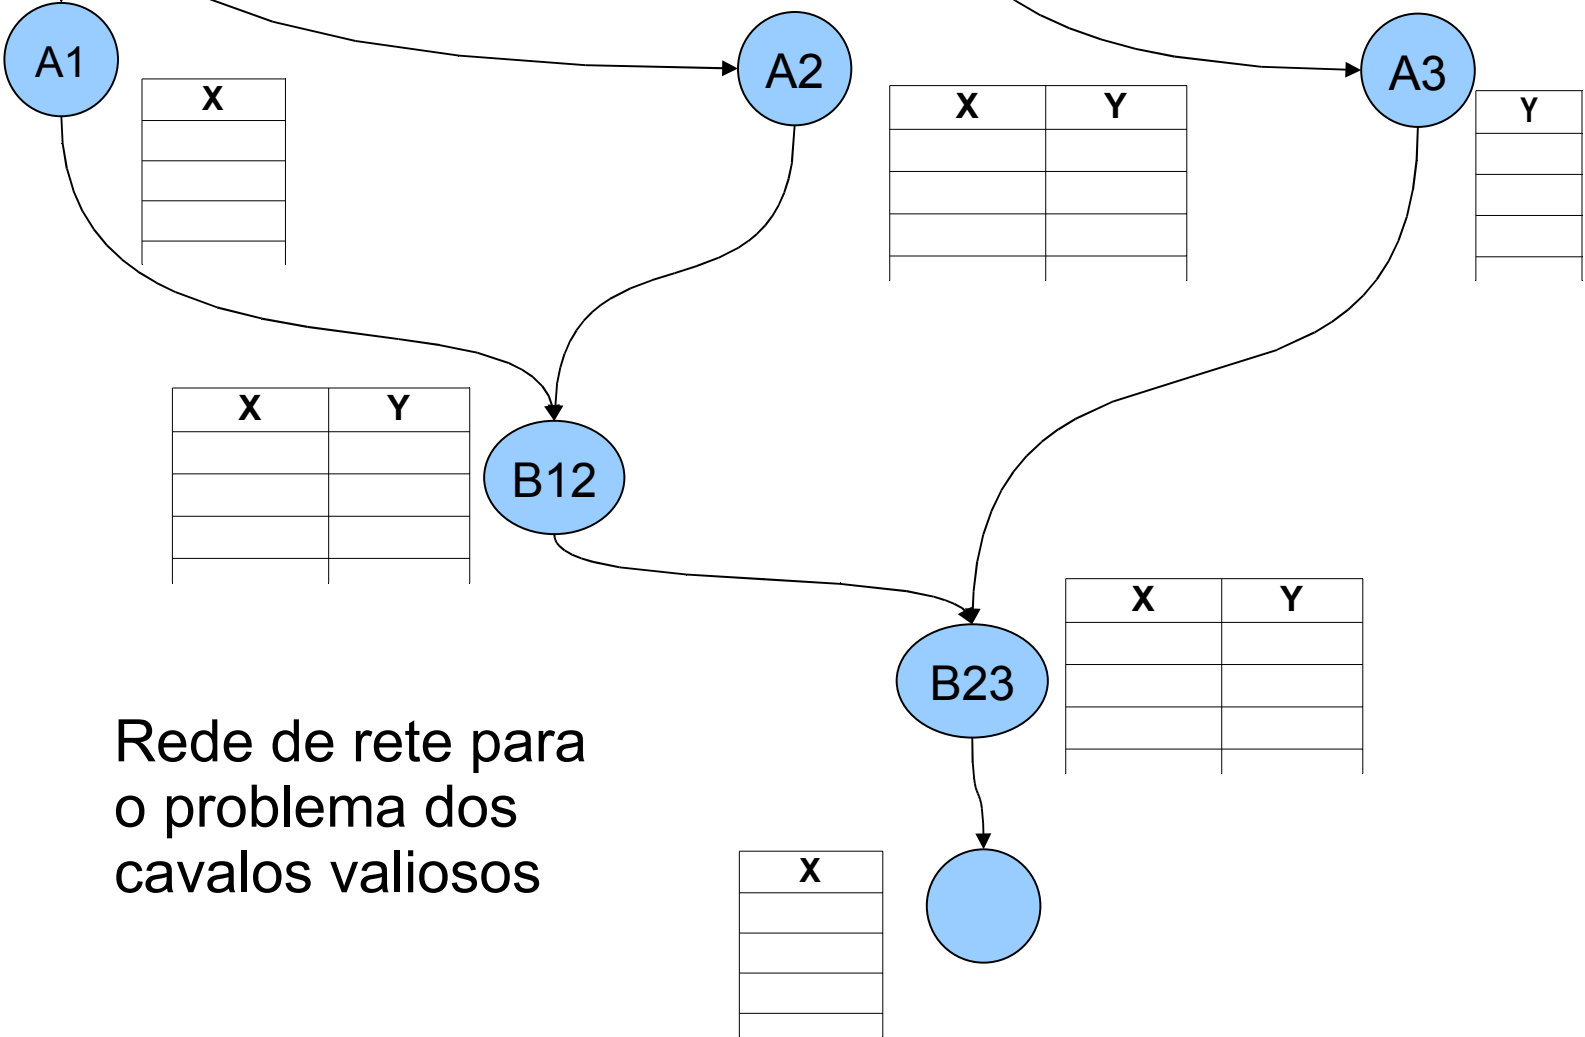 A1
X
A2
X Y
A3
Y
X Y
B12
B23
X Y
Rede de rete para
o problema dos
cavalos valiosos
X